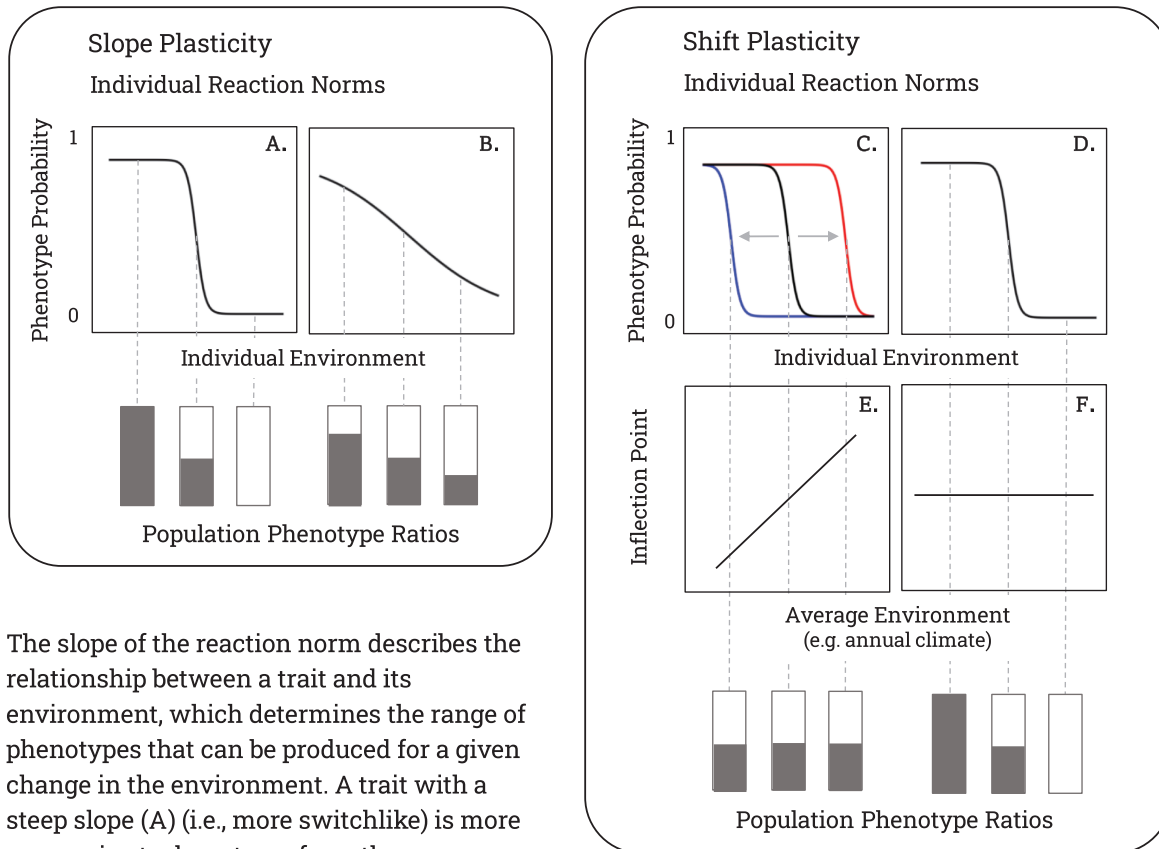 Slope Plasticity
Individual Reaction Norms
Phenotype Probability
1
0
A.
B.
Individual Environment
Population Phenotype Ratios
The slope of the reaction norm describes the
relationship between a trait and its
environment, which determines the range of
phenotypes that can be produced for a given
change in the environment. A trait with a
steep slope (A) (i.e., more switchlike) is more
Shift Plasticity
Individual Reaction Norms
Phenotype Probability
1
0
C.
D.
Individual Environment
Inflection Point
E.
F.
Average Environment
(e.g. annual climate)
Population Phenotype Ratios